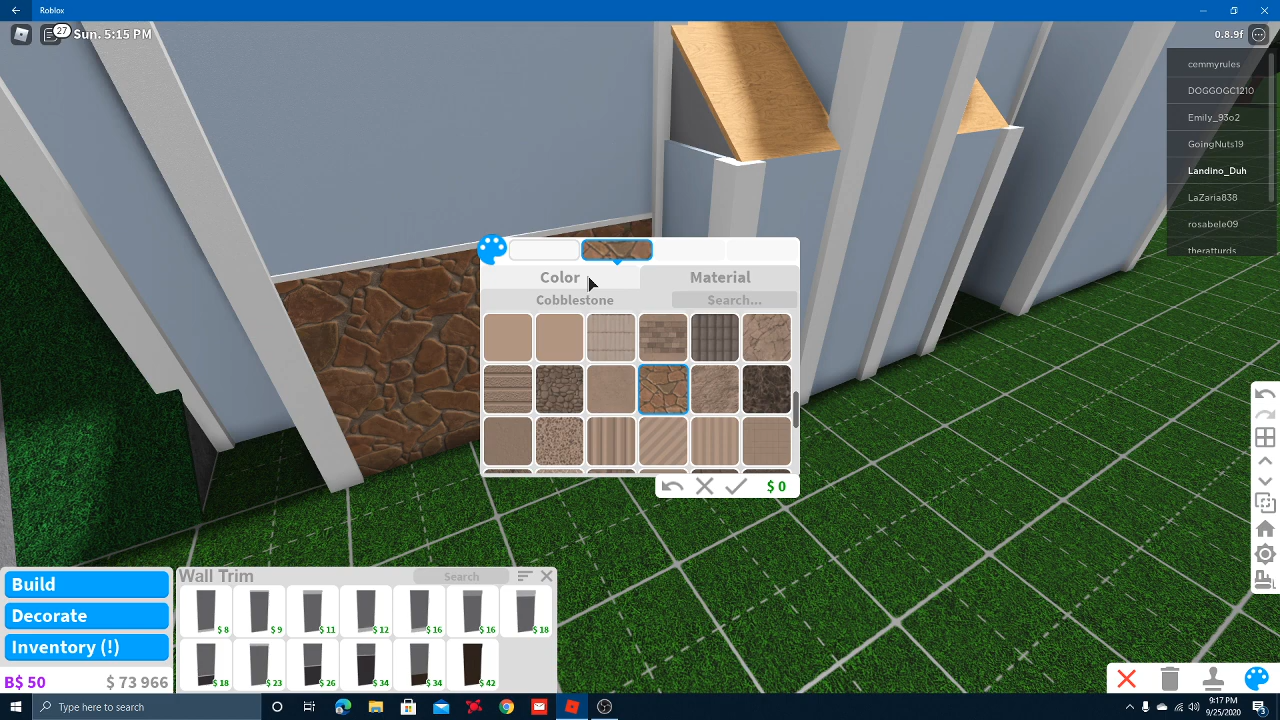 Roblox
27
Sun. 5:15 PM
0.8.9f
cemmyrules
DOGGOGC1210
Emily_93o2
GoingNuts19
Landino_Duh
LaZaria838
rosabele09
theratturds
Color
Material
Cobblestone
Search...
$ 0
Build
Decorate
Inventory (!)
B$ 50
$ 73 966
Wall Trim
Search
$ 8
$ 9
$ 11
$ 12
$ 16
$ 16
$ 18
$ 18
$ 23
$ 26
$ 34
$ 34
$ 42
Type here to search
9:17 PM
9/25/2020
3